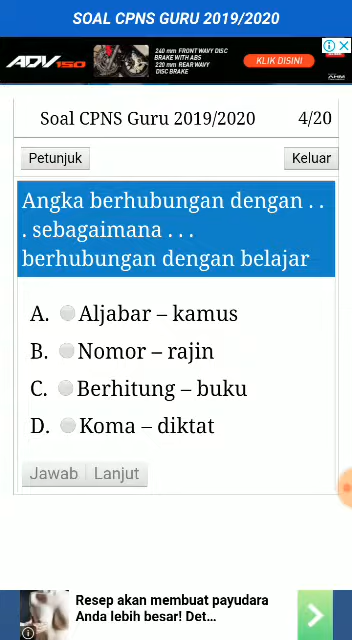 SOAL CPNS GURU 2019/2020
ADV150
240 mm FRONT WAVY DISC
BRAKE WITH ABS
220 mm REAR WAVY
DISC BRAKE
KLIK DISINI
AHM
Soal CPNS Guru 2019/2020 4/20
Petunjuk Keluar
Angka berhubungan dengan . .
. sebagaimana . . .
berhubungan dengan belajar
A. Aljabar – kamus
B. Nomor – rajin
C. Berhitung – buku
D. Koma – diktat
Jawab Lanjut
Resep akan membuat payudara
Anda lebih besar! Det...